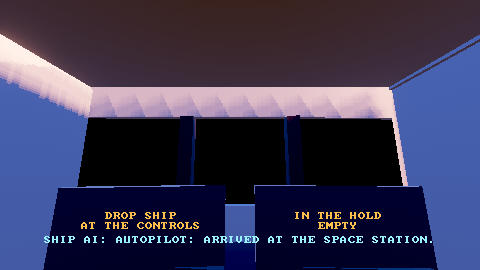 DROP SHIP
AT THE CONTROLS
IN THE HOLD
EMPTY
SHIP AI: AUTOPILOT: ARRIVED AT THE SPACE STATION.